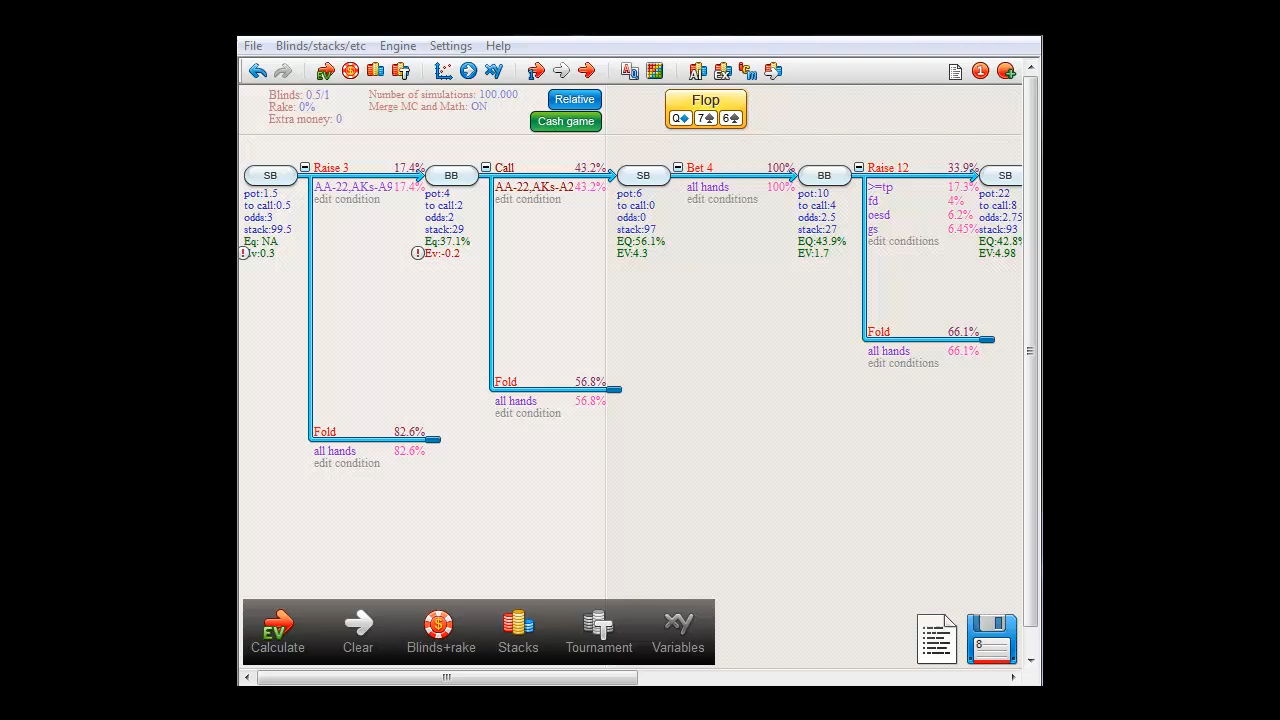 File Blinds/stacks/etc Engine Settings Help
Blinds: 0.5/1
Rake: 0%
Extra money: 0
Number of simulations: 100.000
Merge MC and Math: ON
Relative
Cash game
Flop
Q♦ 7♠ 6♠
SB
pot:1.5
to call:0.5
odds:3
stack:99.5
Eq: NA
Ev:0.3
Raise 3 17.4%
AA-22,AKs-A9 17.4%
edit condition
Fold 82.6%
all hands 82.6%
edit condition
BB
pot:4
to call:2
odds:2
stack:29
Eq:37.1%
Ev:-0.2
Call 43.2%
AA-22,AKs-A2 43.2%
edit condition
Fold 56.8%
all hands 56.8%
edit condition
SB
pot:6
to call:0
odds:0
stack:97
EQ:56.1%
EV:4.3
Bet 4 100%
all hands 100%
edit conditions
BB
pot:10
to call:4
odds:2.5
stack:27
EQ:43.9%
EV:1.7
Raise 12 33.9%
>=tp 17.3%
fd 4%
oesd 6.2%
gs 6.45%
edit conditions
Fold 66.1%
all hands 66.1%
edit conditions
SB
pot:22
to call:8
odds:2.75
stack:93
EQ:42.8%
EV:4.98
EV
Calculate
Clear
Blinds+rake
Stacks
Tournament
XY
Variables